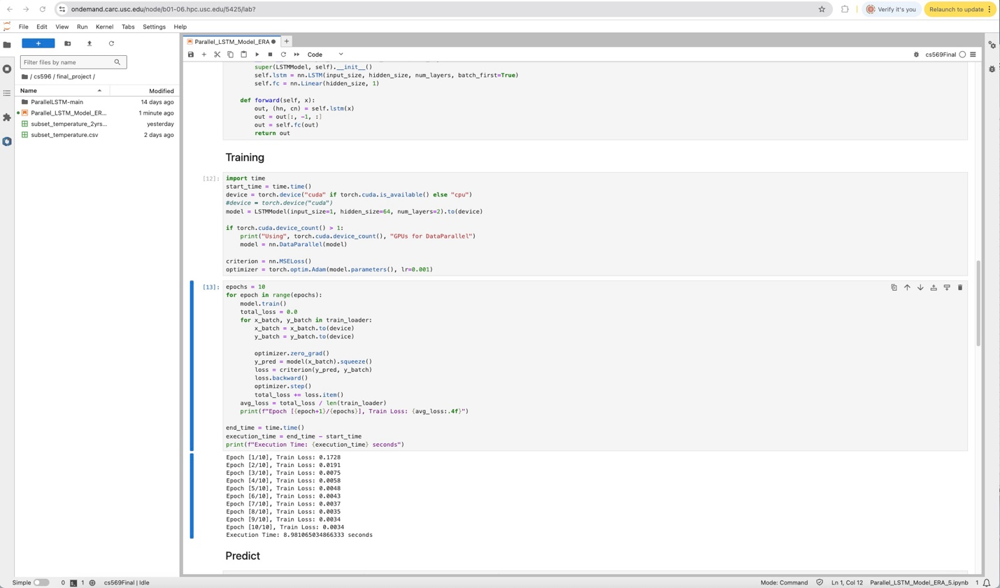 ondemand.carc.usc.edu/node/b01-06.hpc.usc.edu/5425/lab?
Verify it's you
Relaunch to update
File Edit View Run Kernel Tabs Settings Help
Filter files by name
/ cs596 / final_project /
Name Modified
ParallelLSTM-main 14 days ago
Parallel_LSTM_Model_ER... 1 minute ago
subset_temperature_2yrs... yesterday
subset_temperature.csv 2 days ago
Parallel_LSTM_Model_ERA
Code
cs569Final
super(LSTMModel, self).__init__()
self.lstm = nn.LSTM(input_size, hidden_size, num_layers, batch_first=True)
self.fc = nn.Linear(hidden_size, 1)
def forward(self, x):
out, (hn, cn) = self.lstm(x)
out = out[:, -1, :]
out = self.fc(out)
return out
Training
[12]:
import time
start_time = time.time()
device = torch.device("cuda" if torch.cuda.is_available() else "cpu")
#device = torch.device("cuda")
model = LSTMModel(input_size=1, hidden_size=64, num_layers=2).to(device)
if torch.cuda.device_count() > 1:
print("Using", torch.cuda.device_count(), "GPUs for DataParallel")
model = nn.DataParallel(model)
criterion = nn.MSELoss()
optimizer = torch.optim.Adam(model.parameters(), lr=0.001)
[13]:
epochs = 10
for epoch in range(epochs):
model.train()
total_loss = 0.0
for x_batch, y_batch in train_loader:
x_batch = x_batch.to(device)
y_batch = y_batch.to(device)
optimizer.zero_grad()
y_pred = model(x_batch).squeeze()
loss = criterion(y_pred, y_batch)
loss.backward()
optimizer.step()
total_loss += loss.item()
avg_loss = total_loss / len(train_loader)
print(f"Epoch [{epoch+1}/{epochs}], Train Loss: {avg_loss:.4f}")
end_time = time.time()
execution_time = end_time - start_time
print(f"Execution Time: {execution_time} seconds")
Epoch [1/10], Train Loss: 0.1728
Epoch [2/10], Train Loss: 0.0191
Epoch [3/10], Train Loss: 0.0075
Epoch [4/10], Train Loss: 0.0058
Epoch [5/10], Train Loss: 0.0048
Epoch [6/10], Train Loss: 0.0043
Epoch [7/10], Train Loss: 0.0037
Epoch [8/10], Train Loss: 0.0035
Epoch [9/10], Train Loss: 0.0034
Epoch [10/10], Train Loss: 0.0034
Execution Time: 8.981065034866333 seconds
Predict
Simple 0 1 cs569Final | Idle Mode: Command Ln 1, Col 12 Parallel_LSTM_Model_ERA_5.ipynb 1